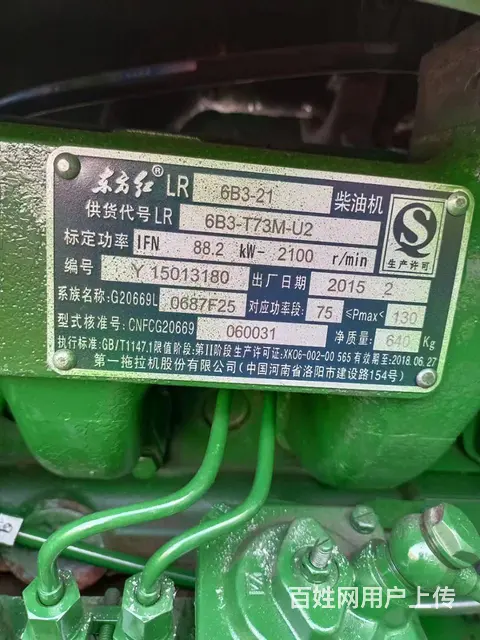 东方红® LR 6B3-21 柴油机
供货代号LR 6B3-T73M-U2
标定功率 IFN 88.2 kW- 2100 r/min
生产许可
编号 Y 15013180 出厂日期 2015 2
系族名称:G20669L 0687F25 对应功率段: 75 ≤Pmax< 130
型式核准号: CNFCG20669 060031 净质量: 640 Kg
执行标准:GB/T1147.1限值阶段:第II阶段生产许可证:XK06-002-00 565有效期至:2018.06.27
第一拖拉机股份有限公司(中国河南省洛阳市建设路154号)
百姓网用户上传